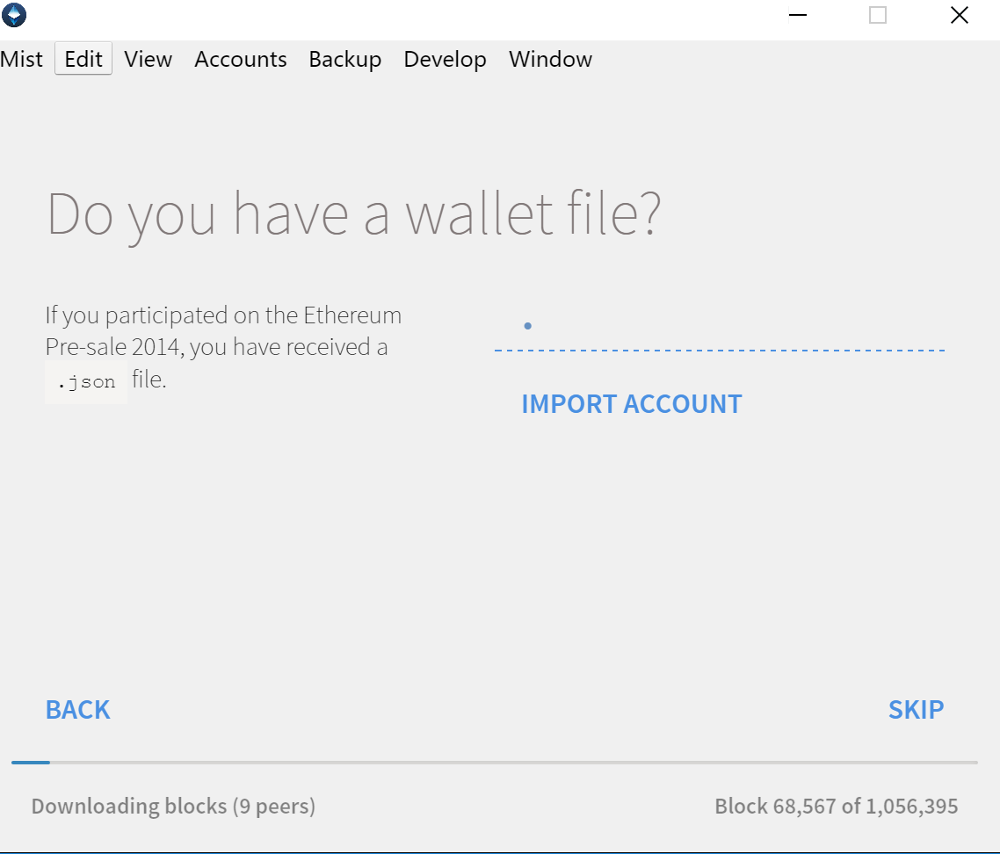 Mist Edit View Accounts Backup Develop Window
Do you have a wallet file?
If you participated on the Ethereum
Pre-sale 2014, you have received a
.json file.
IMPORT ACCOUNT
BACK
SKIP
Downloading blocks (9 peers)
Block 68,567 of 1,056,395